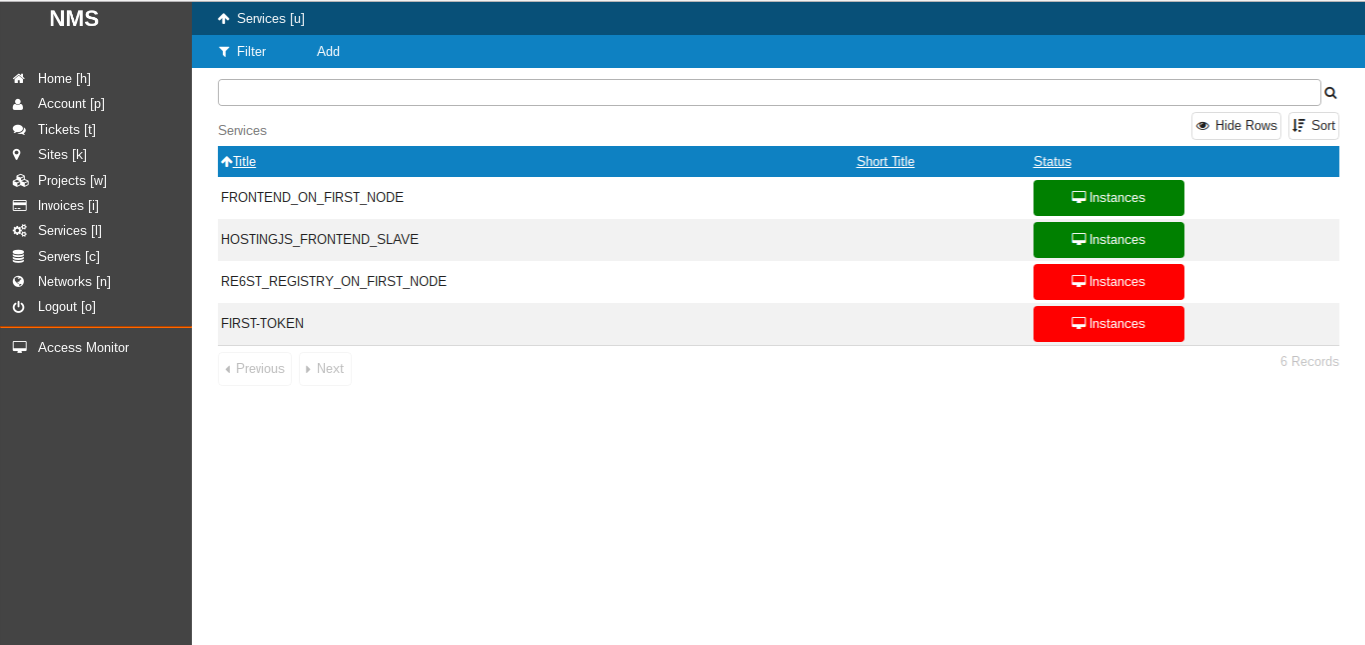 NMS
Services [u]
Filter Add
Home [h]
Account [p]
Tickets [t]
Sites [k]
Projects [w]
Invoices [i]
Services [l]
Servers [c]
Networks [n]
Logout [o]
Access Monitor
Services
Hide Rows Sort
Title Short Title Status
FRONTEND_ON_FIRST_NODE Instances
HOSTINGJS_FRONTEND_SLAVE Instances
RE6ST_REGISTRY_ON_FIRST_NODE Instances
FIRST-TOKEN Instances
Previous Next 6 Records